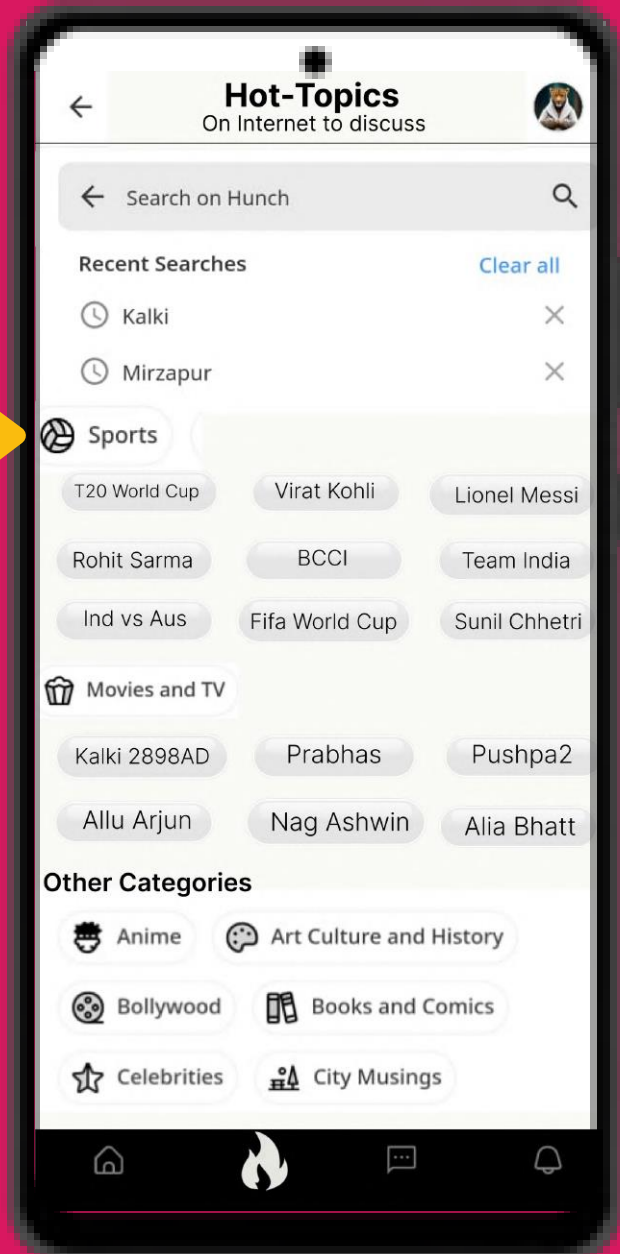 Hot-Topics
On Internet to discuss
Search on Hunch
Recent Searches Clear all
Kalki
Mirzapur
Sports
T20 World Cup Virat Kohli Lionel Messi
Rohit Sarma BCCI Team India
Ind vs Aus Fifa World Cup Sunil Chhetri
Movies and TV
Kalki 2898AD Prabhas Pushpa2
Allu Arjun Nag Ashwin Alia Bhatt
Other Categories
Anime Art Culture and History
Bollywood Books and Comics
Celebrities City Musings